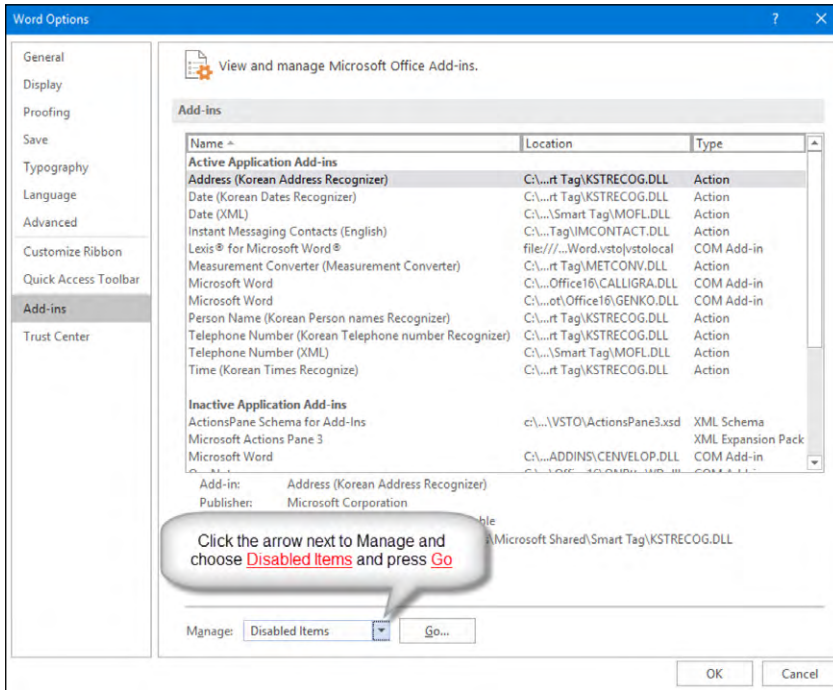 Word Options
?
General
Display
Proofing
Save
Typography
Language
Advanced
Customize Ribbon
Quick Access Toolbar
Add-ins
Trust Center
View and manage Microsoft Office Add-ins.
Add-ins
Name Location Type
Active Application Add-ins
Address (Korean Address Recognizer) C:\...rt Tag\KSTRECOG.DLL Action
Date (Korean Dates Recognizer) C:\...rt Tag\KSTRECOG.DLL Action
Date (XML) C:\...\Smart Tag\MOFL.DLL Action
Instant Messaging Contacts (English) C:\...Tag\IMCONTACT.DLL Action
Lexis® for Microsoft Word® file:///...Word.vsto|vstolocal COM Add-in
Measurement Converter (Measurement Converter) C:\...rt Tag\METCONV.DLL Action
Microsoft Word C:\...Office16\CALLIGRA.DLL COM Add-in
Microsoft Word C:\...ot\Office16\GENKO.DLL COM Add-in
Person Name (Korean Person names Recognizer) C:\...rt Tag\KSTRECOG.DLL Action
Telephone Number (Korean Telephone number Recognizer) C:\...rt Tag\KSTRECOG.DLL Action
Telephone Number (XML) C:\...\Smart Tag\MOFL.DLL Action
Time (Korean Times Recognize) C:\...rt Tag\KSTRECOG.DLL Action
Inactive Application Add-ins
ActionsPane Schema for Add-Ins c:\...\VSTO\ActionsPane3.xsd XML Schema
Microsoft Actions Pane 3 XML Expansion Pack
Microsoft Word C:\...ADDINS\CENVELOP.DLL COM Add-in
Add-in: Address (Korean Address Recognizer)
Publisher: Microsoft Corporation
\Microsoft Shared\Smart Tag\KSTRECOG.DLL
Click the arrow next to Manage and
choose Disabled Items and press Go
Manage: Disabled Items Go...
OK Cancel